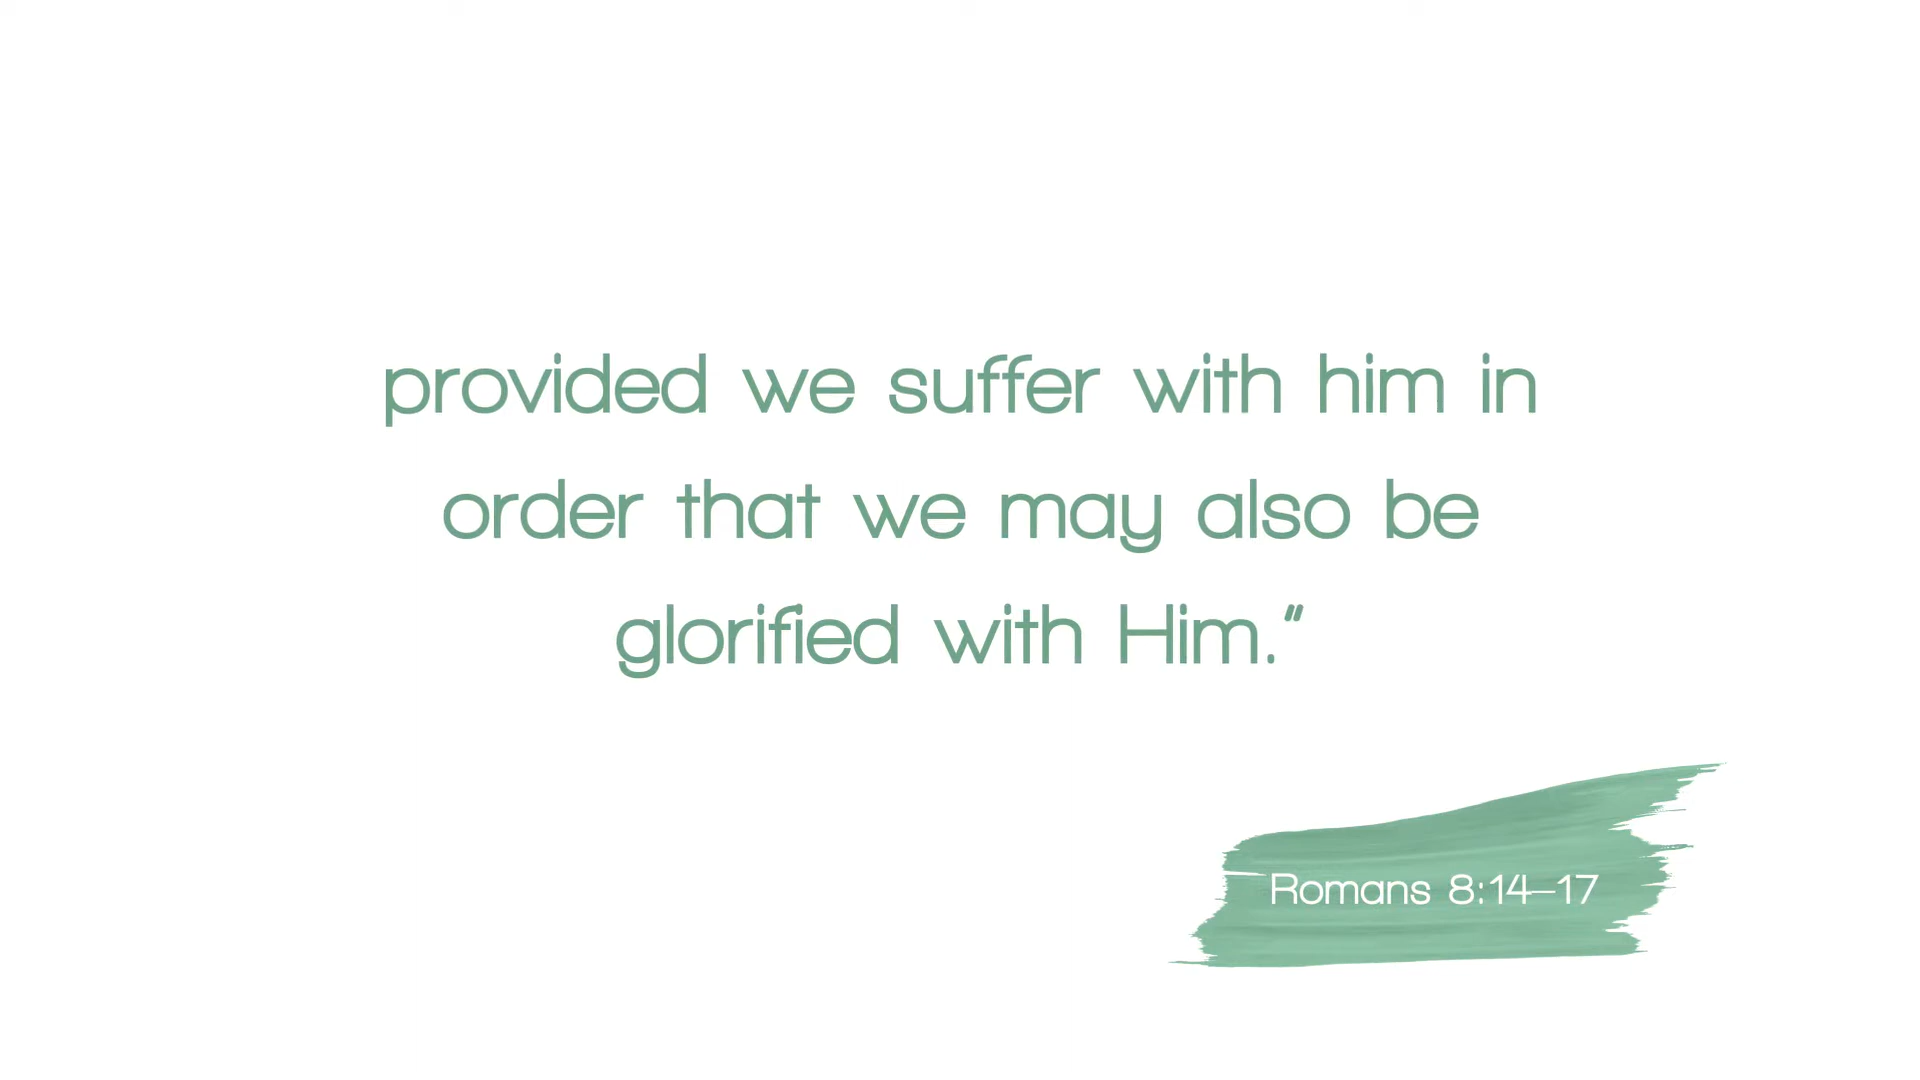 provided we suffer with him in
order that we may also be
glorified with Him."
Romans 8:14–17